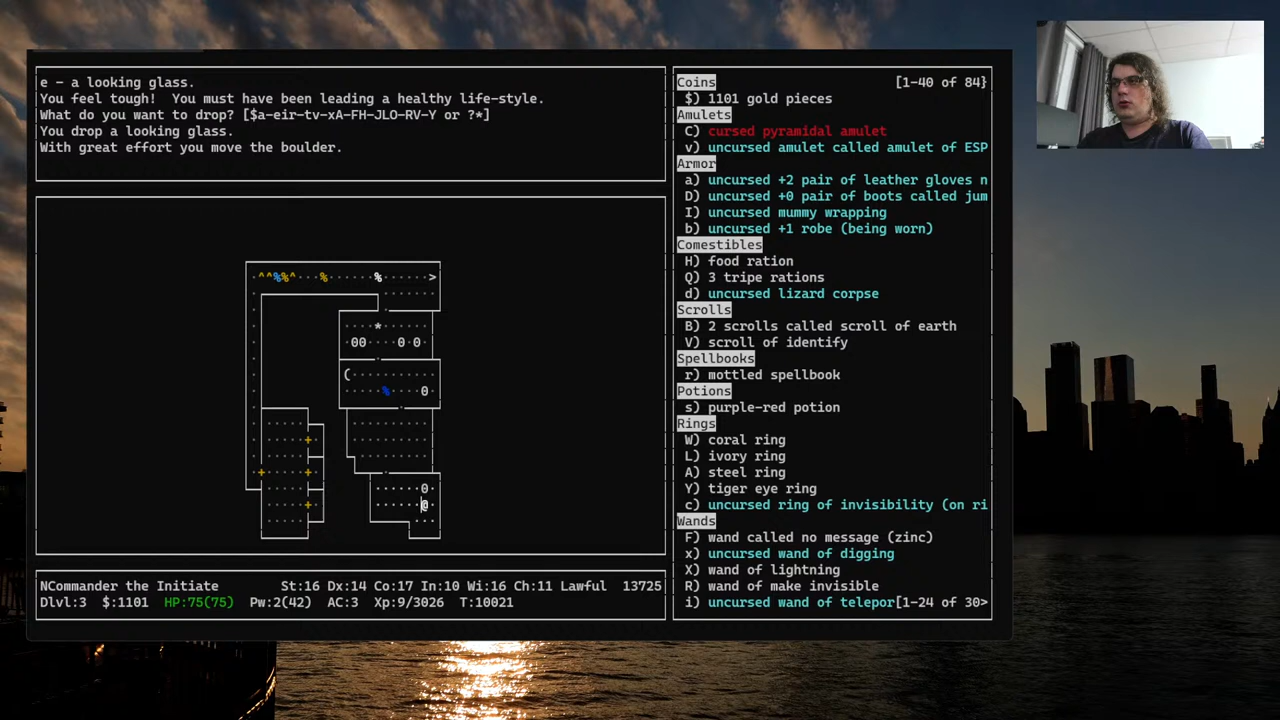 e - a looking glass.
You feel tough!  You must have been leading a healthy life-style.
What do you want to drop? [$a-eir-tv-xA-FH-JLO-RV-Y or ?*]
You drop a looking glass.
With great effort you move the boulder.
NCommander the Initiate St:16 Dx:14 Co:17 In:10 Wi:16 Ch:11 Lawful 13725
Dlvl:3 $:1101 HP:75(75) Pw:2(42) AC:3 Xp:9/3026 T:10021
Coins [1-40 of 84}
$) 1101 gold pieces
Amulets
C) cursed pyramidal amulet
v) uncursed amulet called amulet of ESP
Armor
a) uncursed +2 pair of leather gloves n
D) uncursed +0 pair of boots called jum
I) uncursed mummy wrapping
b) uncursed +1 robe (being worn)
Comestibles
H) food ration
Q) 3 tripe rations
d) uncursed lizard corpse
Scrolls
B) 2 scrolls called scroll of earth
V) scroll of identify
Spellbooks
r) mottled spellbook
Potions
s) purple-red potion
Rings
W) coral ring
L) ivory ring
A) steel ring
Y) tiger eye ring
c) uncursed ring of invisibility (on ri
Wands
F) wand called no message (zinc)
x) uncursed wand of digging
X) wand of lightning
R) wand of make invisible
i) uncursed wand of telepor[1-24 of 30>